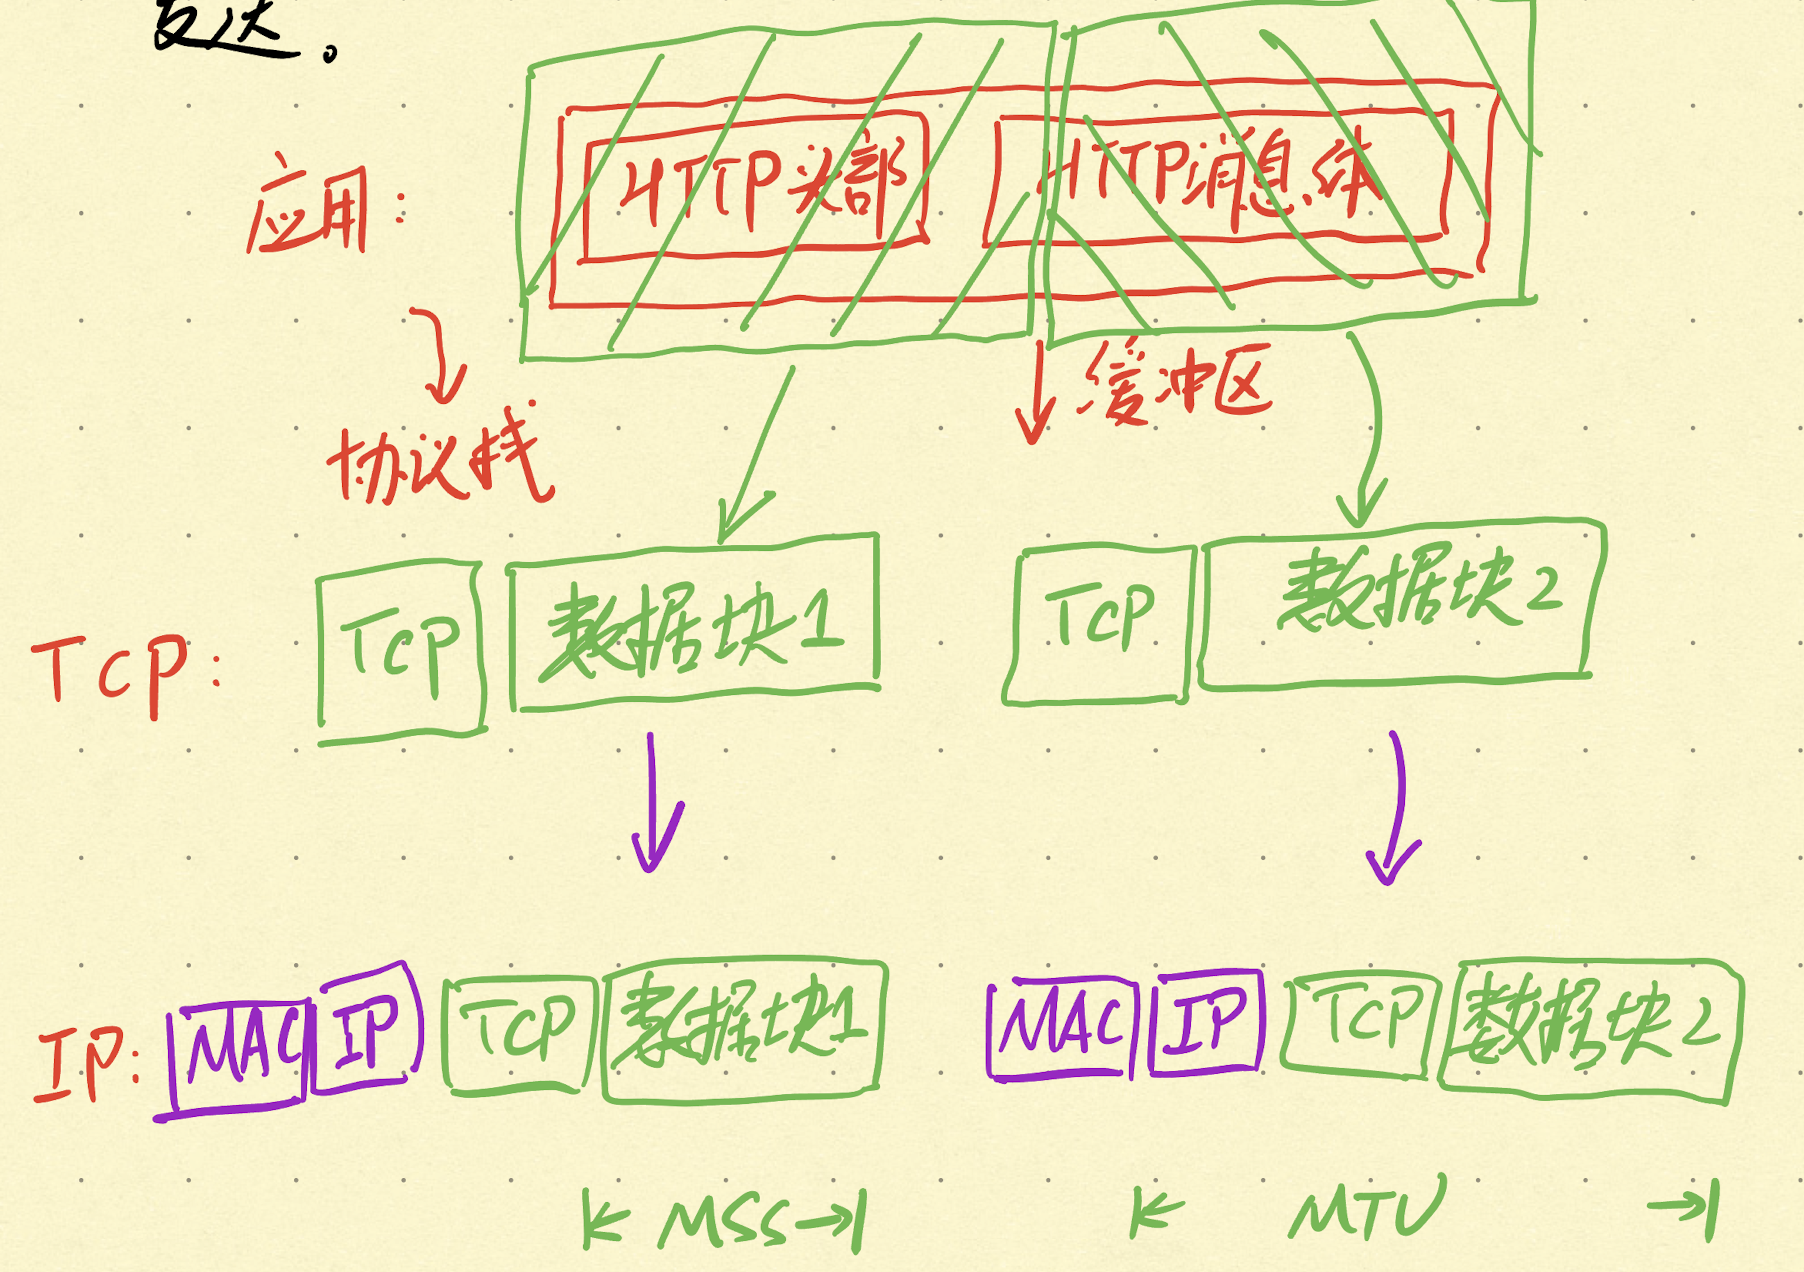 发送。
应用: HTTP头部 HTTP消息体
缓冲区
协议栈
TCP: TCP 数据块1 TCP 数据块2
IP: MAC IP TCP 数据块1 MAC IP TCP 数据块2
MSS MTU